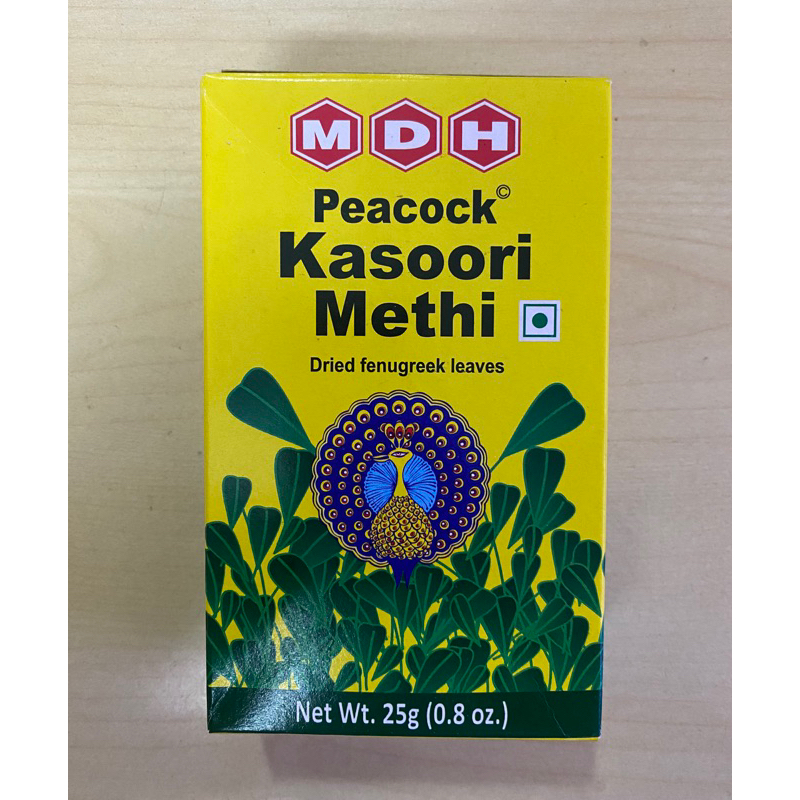 MDH
Peacock©
Kasoori
Methi
Dried fenugreek leaves
Net Wt. 25g (0.8 oz.)